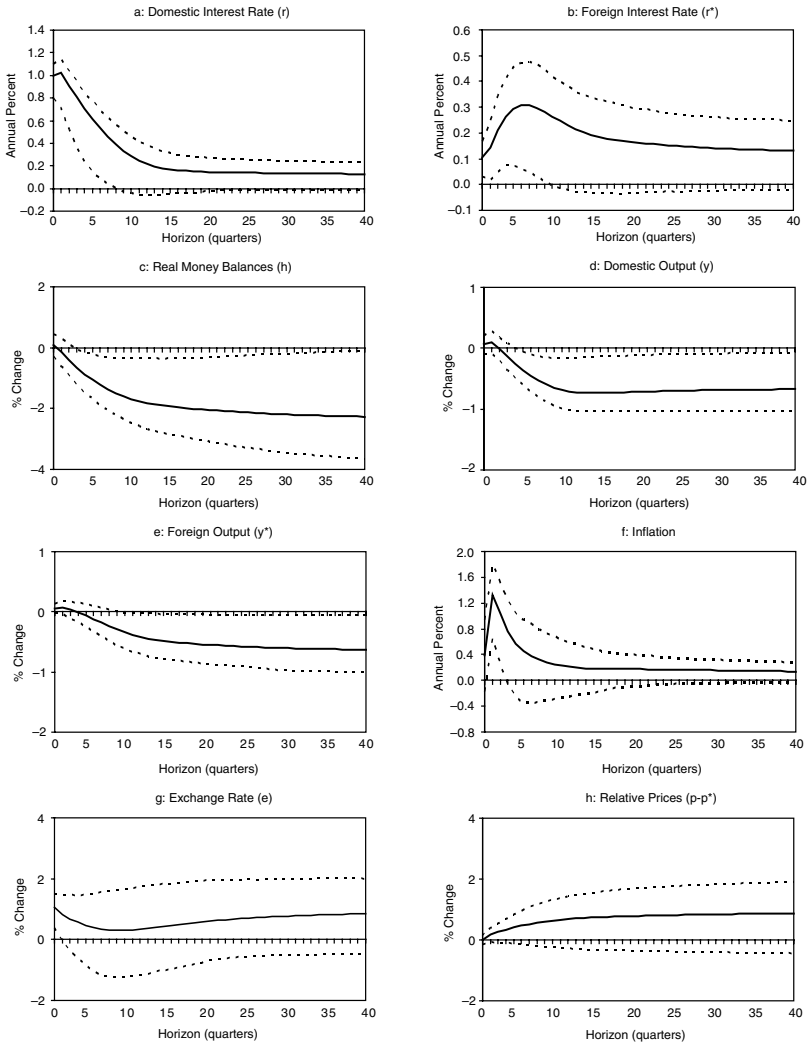 a: Domestic Interest Rate (r)
Annual Percent
1.4
1.2
1.0
0.8
0.6
0.4
0.2
0.0
–0.2
0 5 10 15 20 25 30 35 40
Horizon (quarters)
b: Foreign Interest Rate (r*)
Annual Percent
0.6
0.5
0.4
0.3
0.2
0.1
0.0
–0.1
0 5 10 15 20 25 30 35 40
Horizon (quarters)
c: Real Money Balances (h)
% Change
2
0
–2
–4
0 5 10 15 20 25 30 35 40
Horizon (quarters)
d: Domestic Output (y)
% Change
1
0
–1
–2
0 5 10 15 20 25 30 35 40
Horizon (quarters)
e: Foreign Output (y*)
% Change
1
0
–1
–2
0 5 10 15 20 25 30 35 40
Horizon (quarters)
f: Inflation
Annual Percent
2.0
1.6
1.2
0.8
0.4
0.0
–0.4
–0.8
0 5 10 15 20 25 30 35 40
Horizon (quarters)
g: Exchange Rate (e)
% Change
4
2
0
–2
0 5 10 15 20 25 30 35 40
Horizon (quarters)
h: Relative Prices (p-p*)
% Change
4
2
0
–2
0 5 10 15 20 25 30 35 40
Horizon (quarters)